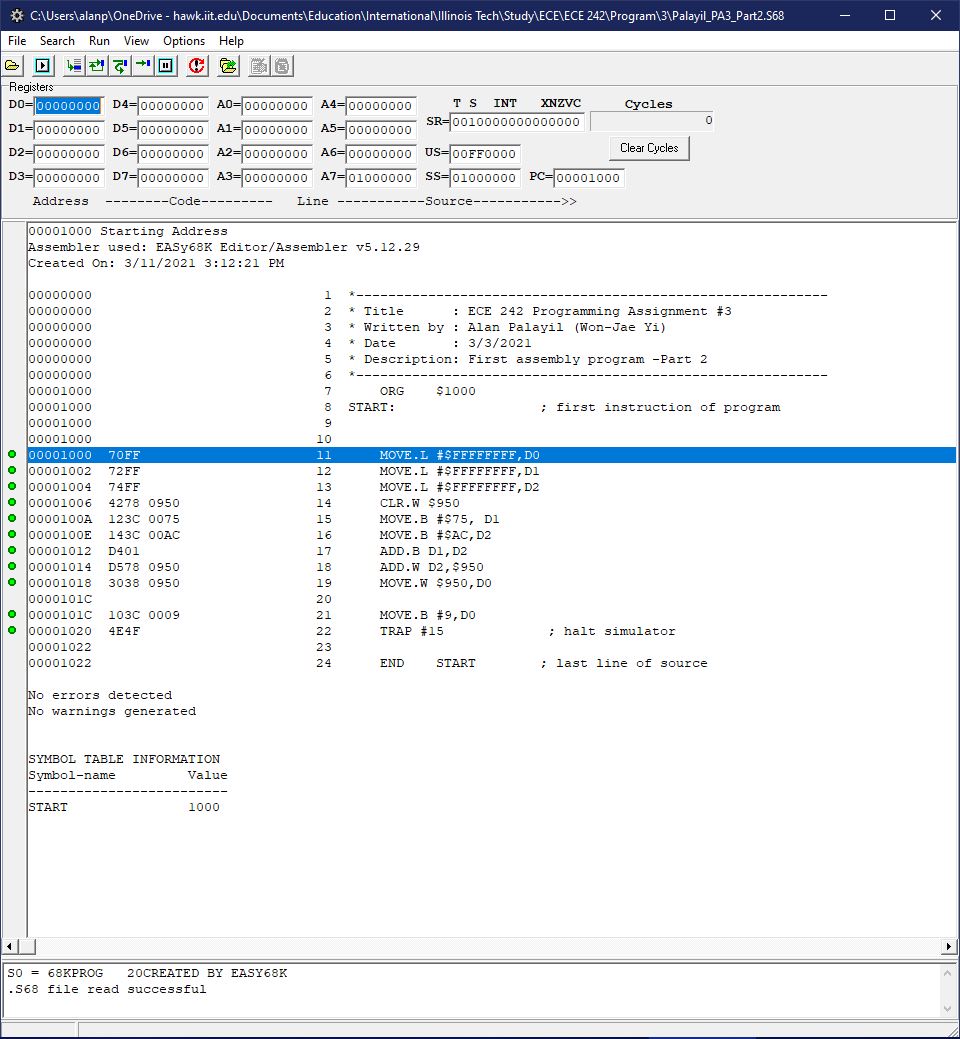 C:\Users\alanp\OneDrive - hawk.iit.edu\Documents\Education\International\Illinois Tech\Study\ECE\ECE 242\Program\3\Palayil_PA3_Part2.S68
File Search Run View Options Help
Registers
D0= 00000000 D4= 00000000 A0= 00000000 A4= 00000000 T S INT XNZVC Cycles
SR= 0010000000000000 0
D1= 00000000 D5= 00000000 A1= 00000000 A5= 00000000
D2= 00000000 D6= 00000000 A2= 00000000 A6= 00000000 US= 00FF0000 Clear Cycles
D3= 00000000 D7= 00000000 A3= 00000000 A7= 01000000 SS= 01000000 PC= 00001000
Address --------Code--------- Line -----------Source----------->>
00001000 Starting Address
Assembler used: EASy68K Editor/Assembler v5.12.29
Created On: 3/11/2021 3:12:21 PM
00000000 1 *-----------------------------------------------------------
00000000 2 * Title : ECE 242 Programming Assignment #3
00000000 3 * Written by : Alan Palayil (Won-Jae Yi)
00000000 4 * Date : 3/3/2021
00000000 5 * Description: First assembly program -Part 2
00000000 6 *-----------------------------------------------------------
00001000 7 ORG $1000
00001000 8 START: ; first instruction of program
00001000 9
00001000 10
00001000 70FF 11 MOVE.L #$FFFFFFFF,D0
00001002 72FF 12 MOVE.L #$FFFFFFFF,D1
00001004 74FF 13 MOVE.L #$FFFFFFFF,D2
00001006 4278 0950 14 CLR.W $950
0000100A 123C 0075 15 MOVE.B #$75, D1
0000100E 143C 00AC 16 MOVE.B #$AC,D2
00001012 D401 17 ADD.B D1,D2
00001014 D578 0950 18 ADD.W D2,$950
00001018 3038 0950 19 MOVE.W $950,D0
0000101C 20
0000101C 103C 0009 21 MOVE.B #9,D0
00001020 4E4F 22 TRAP #15 ; halt simulator
00001022 23
00001022 24 END START ; last line of source
No errors detected
No warnings generated
SYMBOL TABLE INFORMATION
Symbol-name Value
-------------------------
START 1000
S0 = 68KPROG 20CREATED BY EASY68K
.S68 file read successful